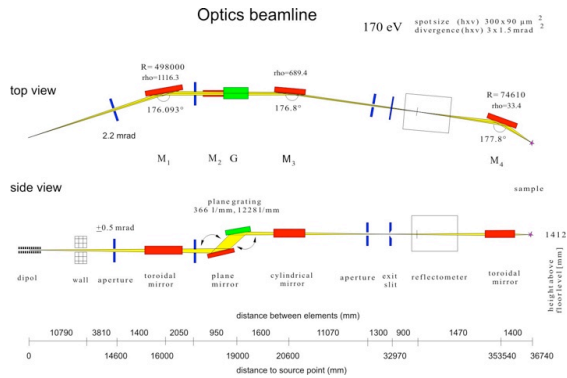 Optics beamline
170 eV
spot size (hxv) 300 x 90 µm 2
divergence (hxv) 3 x 1.5 mrad 2
R= 498000
rho=1116.3
rho=689.4
R= 74610
rho=33.4
top view
176.093°
176.8°
177.8°
2.2 mrad
M1 M2 G M3 M4
side view
sample
plane grating
366 l/mm, 1228 l/mm
±0.5 mrad
1412
height above
floor level [mm]
dipol wall aperture toroidal mirror plane mirror cylindrical mirror aperture exit slit reflectometer toroidal mirror
distance between elements (mm)
10790 3810 1400 2050 950 1600 11070 1300 900 1470 1400
0 14600 16000 19000 20600 32970 353540 36740
distance to source point (mm)